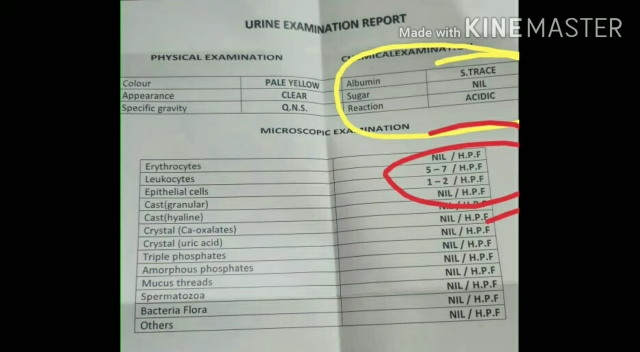 Made with KINEMASTER
URINE EXAMINATION REPORT
PHYSICAL EXAMINATION
Colour PALE YELLOW
Appearance CLEAR
Specific gravity Q.N.S.
CHEMICALEXAMINATION
Albumin S.TRACE
Sugar NIL
Reaction ACIDIC
MICROSCOPIC EXAMINATION
Erythrocytes NIL / H.P.F
Leukocytes 5 – 7 / H.P.F
Epithelial cells 1 – 2 / H.P.F
Cast(granular) NIL / H.P.F
Cast(hyaline) NIL / H.P.F
Crystal (Ca-oxalates) NIL / H.P.F
Crystal (uric acid) NIL / H.P.F
Triple phosphates NIL / H.P.F
Amorphous phosphates NIL / H.P.F
Mucus threads NIL / H.P.F
Spermatozoa NIL / H.P.F
Bacteria Flora NIL / H.P.F
Others NIL / H.P.F